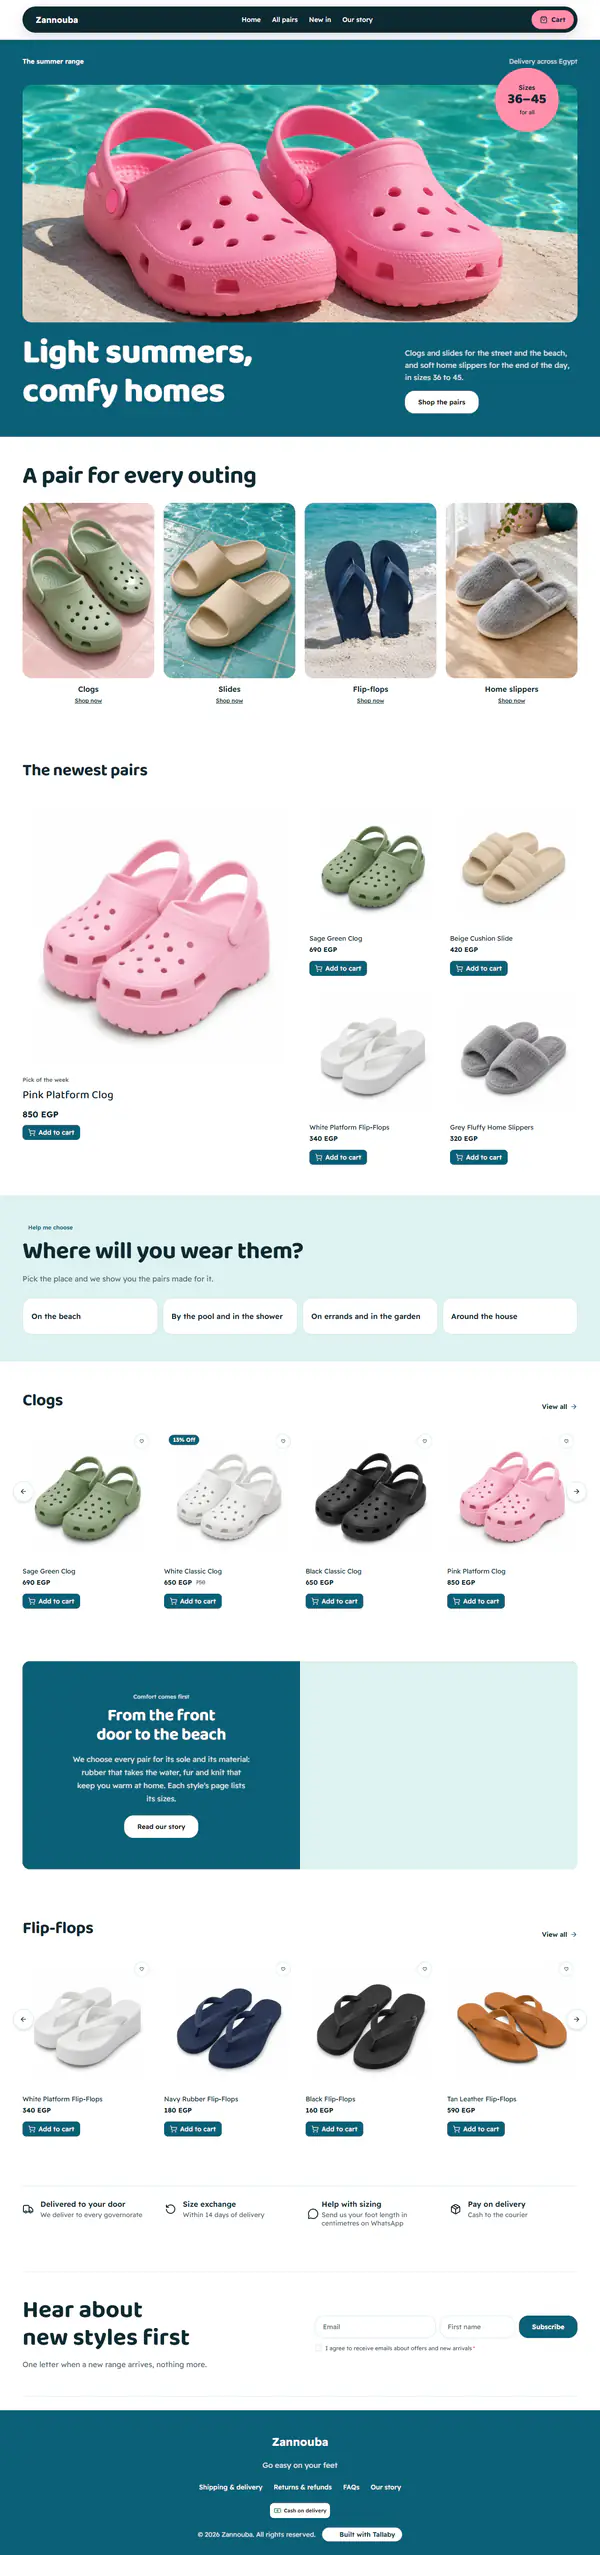 Zannouba
Home All pairs New in Our story
Cart
The summer range
Delivery across Egypt
Sizes
36–45
for all
Light summers,
comfy homes
Clogs and slides for the street and the beach,
and soft home slippers for the end of the day,
in sizes 36 to 45.
Shop the pairs
A pair for every outing
Clogs
Shop now
Slides
Shop now
Flip-flops
Shop now
Home slippers
Shop now
The newest pairs
Pick of the week
Pink Platform Clog
850 EGP
Add to cart
Sage Green Clog
690 EGP
Add to cart
Beige Cushion Slide
420 EGP
Add to cart
White Platform Flip-Flops
340 EGP
Add to cart
Grey Fluffy Home Slippers
320 EGP
Add to cart
Help me choose
Where will you wear them?
Pick the place and we show you the pairs made for it.
On the beach
By the pool and in the shower
On errands and in the garden
Around the house
Clogs
View all
Sage Green Clog
690 EGP
Add to cart
13% Off
White Classic Clog
650 EGP 750
Add to cart
Black Classic Clog
650 EGP
Add to cart
Pink Platform Clog
850 EGP
Add to cart
Comfort comes first
From the front
door to the beach
We choose every pair for its sole and its material:
rubber that takes the water, fur and knit that
keep you warm at home. Each style's page lists
its sizes.
Read our story
Flip-flops
View all
White Platform Flip-Flops
340 EGP
Add to cart
Navy Rubber Flip-Flops
180 EGP
Add to cart
Black Flip-Flops
160 EGP
Add to cart
Tan Leather Flip-Flops
590 EGP
Add to cart
Delivered to your door
We deliver to every governorate
Size exchange
Within 14 days of delivery
Help with sizing
Send us your foot length in
centimetres on WhatsApp
Pay on delivery
Cash to the courier
Hear about
new styles first
One letter when a new range arrives, nothing more.
Email
First name
Subscribe
I agree to receive emails about offers and new arrivals*
Zannouba
Go easy on your feet
Shipping & delivery Returns & refunds FAQs Our story
Cash on delivery
© 2026 Zannouba. All rights reserved.
Built with Tallaby